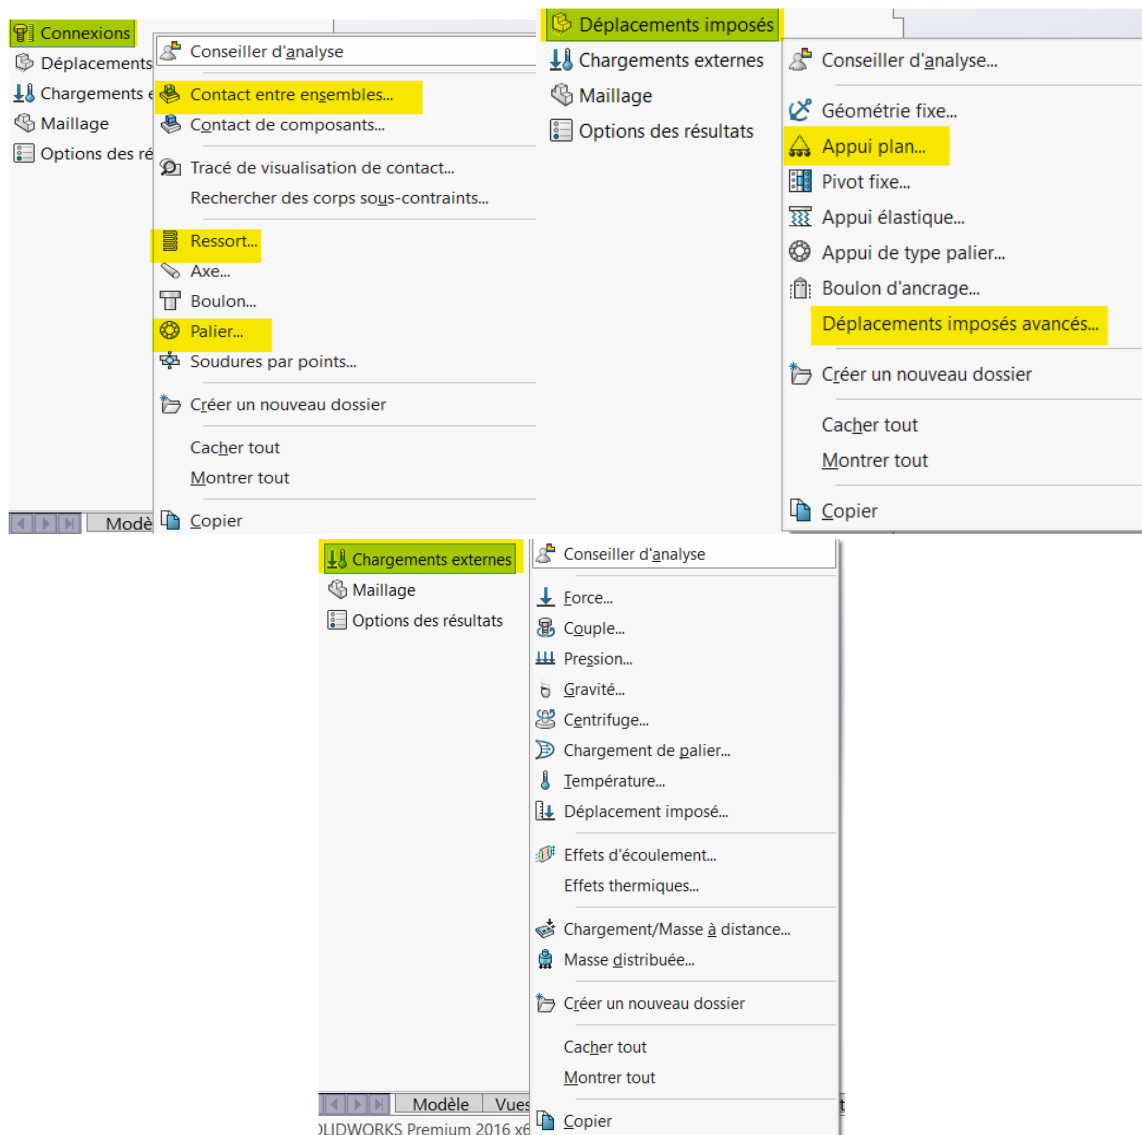 Connexions
Déplacements
Chargements e
Maillage
Options des ré
Conseiller d'analyse
Contact entre ensembles...
Contact de composants...
Tracé de visualisation de contact...
Rechercher des corps sous-contraints...
Ressort...
Axe...
Boulon...
Palier...
Soudures par points...
Créer un nouveau dossier
Cacher tout
Montrer tout
Copier
Modè
Déplacements imposés
Chargements externes
Maillage
Options des résultats
Conseiller d'analyse...
Géométrie fixe...
Appui plan...
Pivot fixe...
Appui élastique...
Appui de type palier...
Boulon d'ancrage...
Déplacements imposés avancés...
Créer un nouveau dossier
Cacher tout
Montrer tout
Copier
Chargements externes
Maillage
Options des résultats
Conseiller d'analyse
Force...
Couple...
Pression...
Gravité...
Centrifuge...
Chargement de palier...
Température...
Déplacement imposé...
Effets d'écoulement...
Effets thermiques...
Chargement/Masse à distance...
Masse distribuée...
Créer un nouveau dossier
Cacher tout
Montrer tout
Copier
Modèle Vues
OLIDWORKS Premium 2016 x6